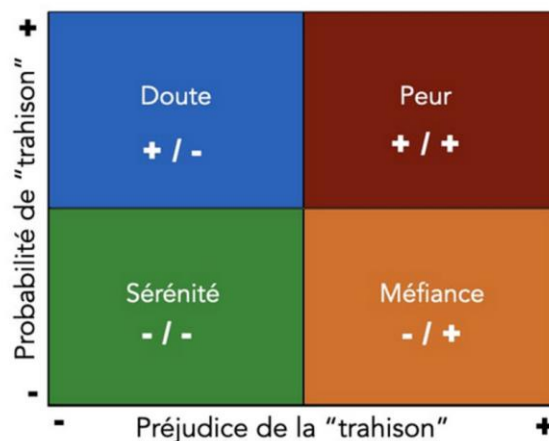 Probabilité de "trahison"
+
-
Doute
+ / -
Peur
+ / +
Sérénité
- / -
Méfiance
- / +
-
Préjudice de la "trahison"
+